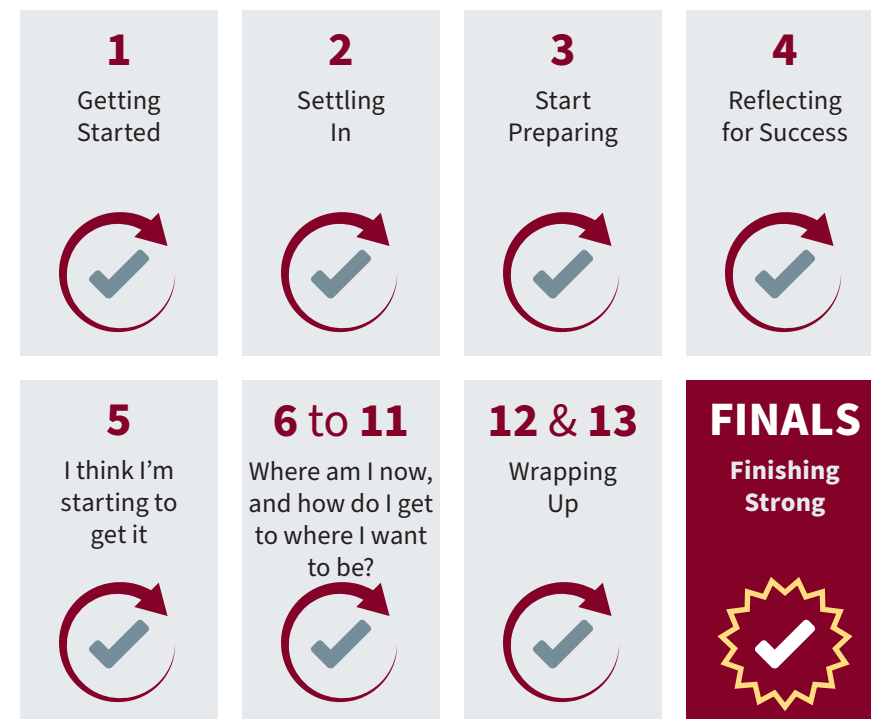 1
Getting
Started
2
Settling
In
3
Start
Preparing
4
Reflecting
for Success
5
I think I’m
starting to
get it
6 to 11
Where am I now,
and how do I get
to where I want
to be?
12 & 13
Wrapping
Up
FINALS
Finishing
Strong